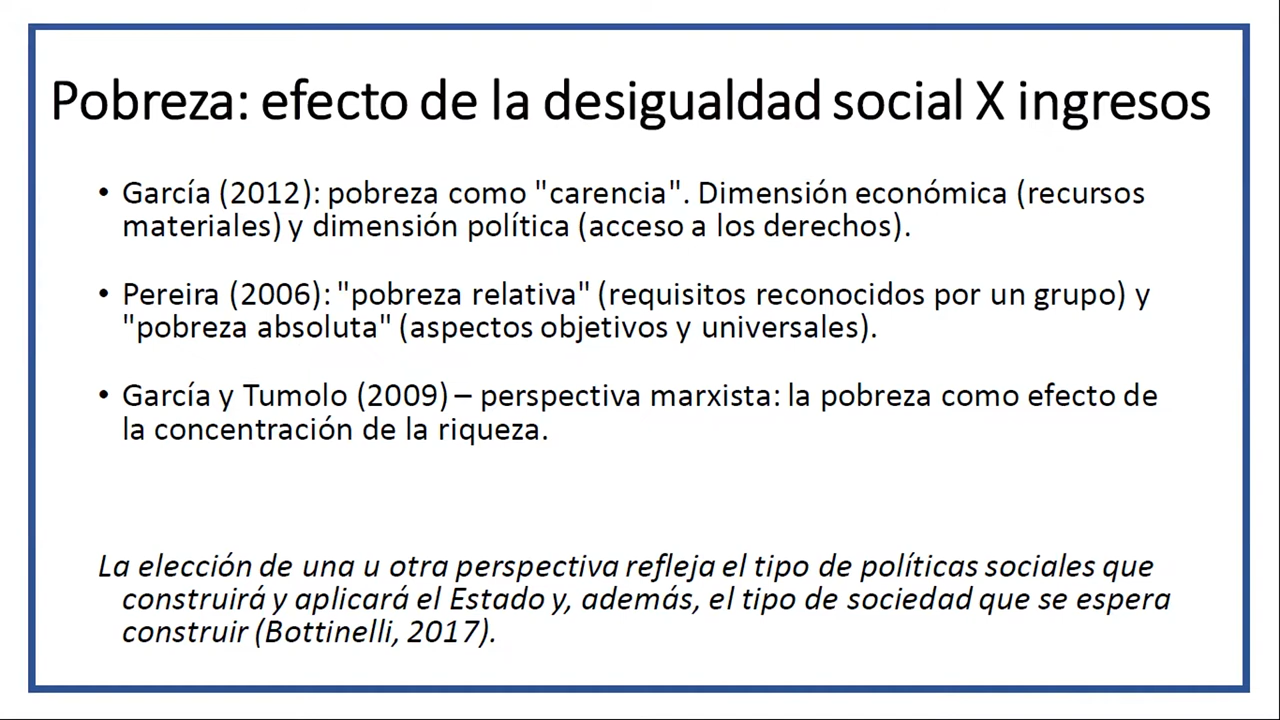 Pobreza: efecto de la desigualdad social X ingresos
• García (2012): pobreza como "carencia". Dimensión económica (recursos
materiales) y dimensión política (acceso a los derechos).
• Pereira (2006): "pobreza relativa" (requisitos reconocidos por un grupo) y
"pobreza absoluta" (aspectos objetivos y universales).
• García y Tumolo (2009) – perspectiva marxista: la pobreza como efecto de
la concentración de la riqueza.
La elección de una u otra perspectiva refleja el tipo de políticas sociales que
construirá y aplicará el Estado y, además, el tipo de sociedad que se espera
construir (Bottinelli, 2017).